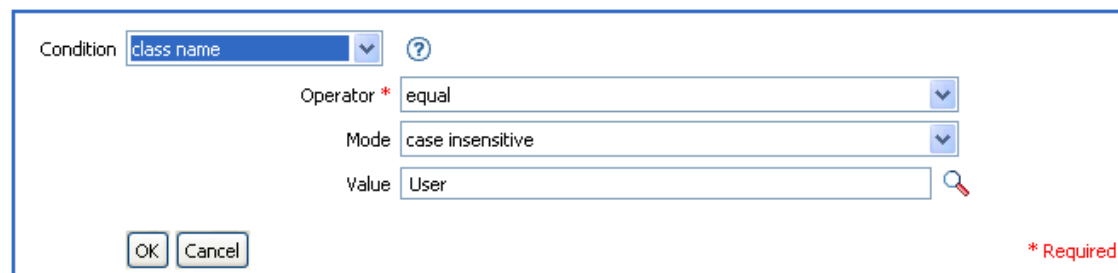 Condition class name ?
Operator * equal
Mode case insensitive
Value User
OK Cancel * Required